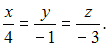 x/4 = y/−1 = z/−3.